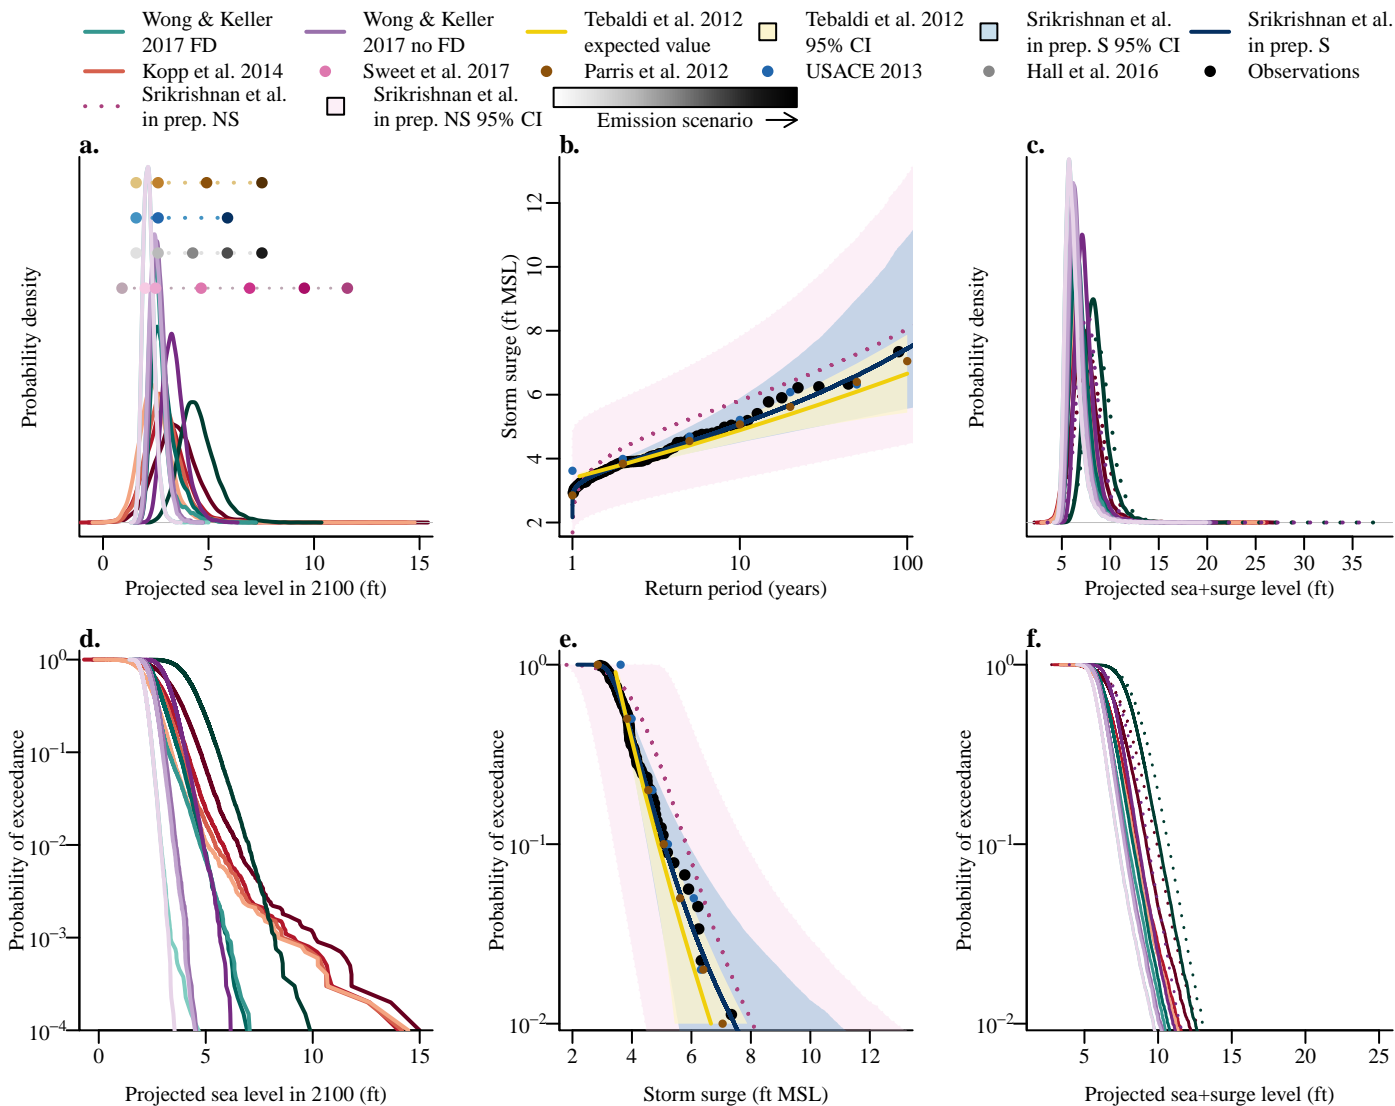 Wong & Keller 2017 FD
Wong & Keller 2017 no FD
Tebaldi et al. 2012 expected value
Tebaldi et al. 2012 95% CI
Srikrishnan et al. in prep. S 95% CI
Srikrishnan et al. in prep. S
Kopp et al. 2014
Sweet et al. 2017
Parris et al. 2012
USACE 2013
Hall et al. 2016
Observations
Srikrishnan et al. in prep. NS
Srikrishnan et al. in prep. NS 95% CI
Emission scenario
a.
Probability density
0 5 10 15
Projected sea level in 2100 (ft)
b.
Storm surge (ft MSL)
2 4 6 8 10 12
1 10 100
Return period (years)
c.
Probability density
5 10 15 20 25 30 35
Projected sea+surge level (ft)
d.
Probability of exceedance
10⁰ 10⁻¹ 10⁻² 10⁻³ 10⁻⁴
0 5 10 15
Projected sea level in 2100 (ft)
e.
Probability of exceedance
10⁰ 10⁻¹ 10⁻²
2 4 6 8 10 12
Storm surge (ft MSL)
f.
Probability of exceedance
10⁰ 10⁻¹ 10⁻²
5 10 15 20 25
Projected sea+surge level (ft)